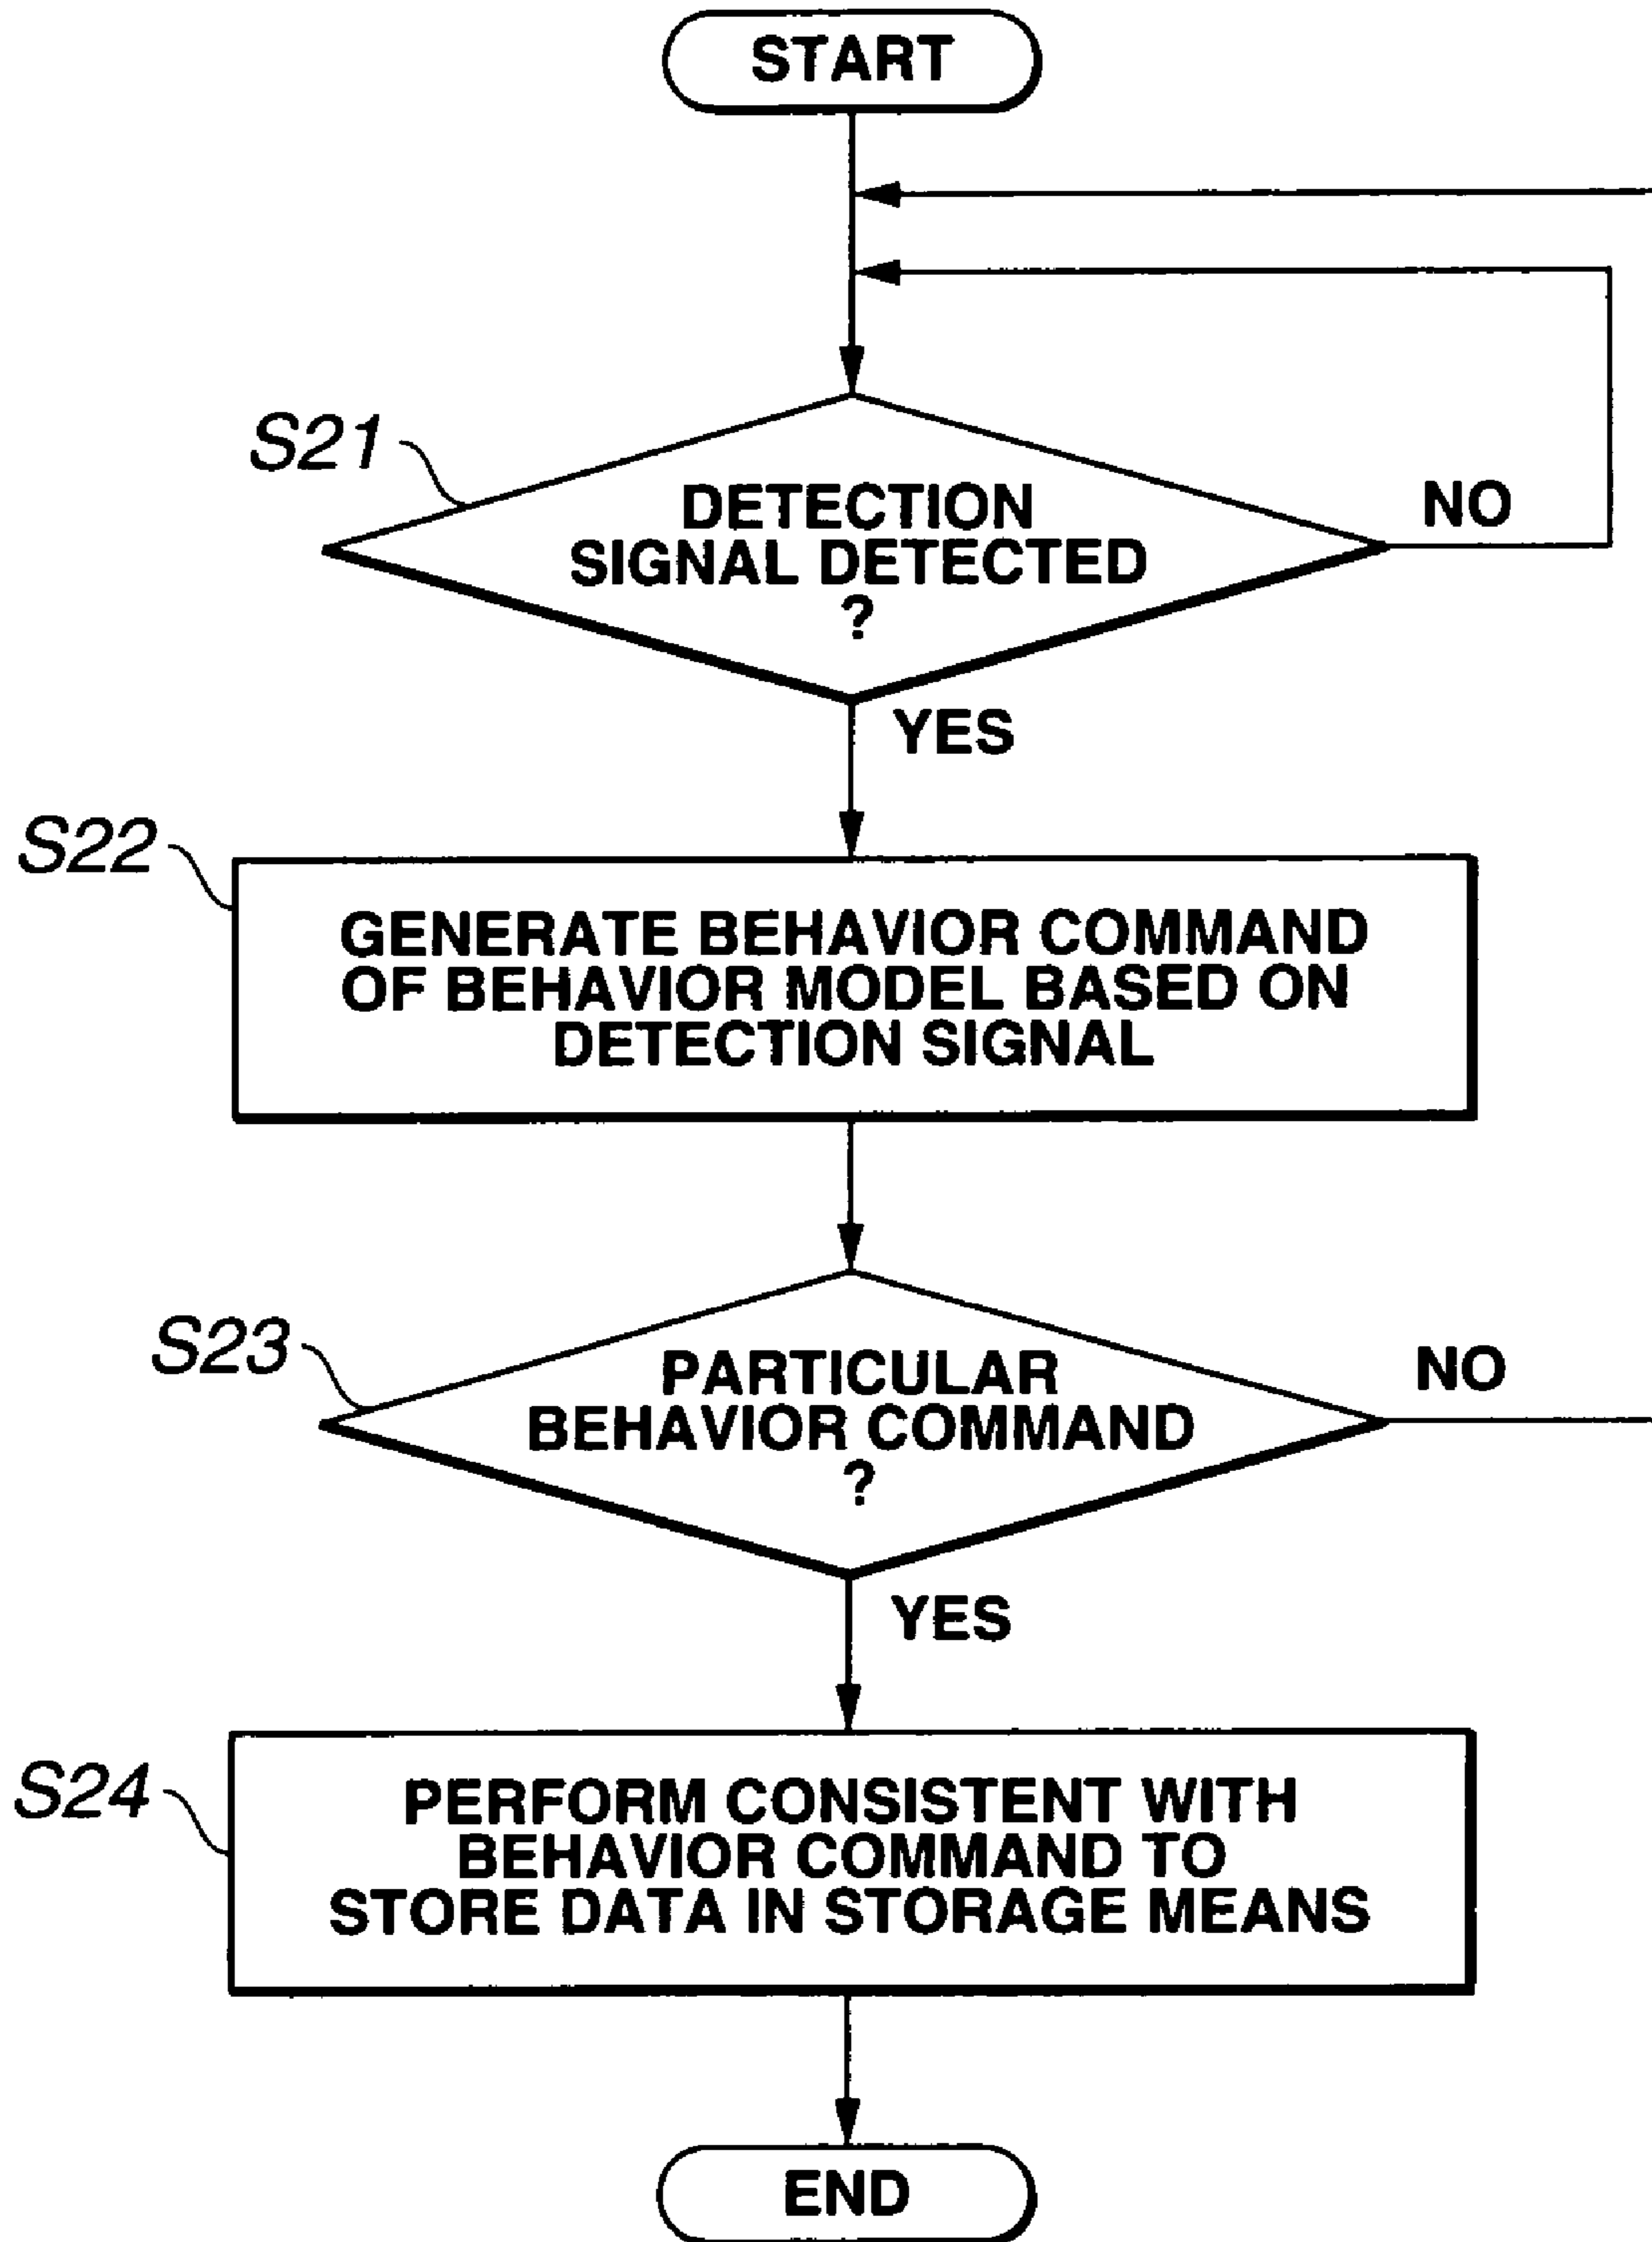 START
S21
DETECTION
SIGNAL DETECTED
?
NO
YES
S22
GENERATE BEHAVIOR COMMAND
OF BEHAVIOR MODEL BASED ON
DETECTION SIGNAL
S23
PARTICULAR
BEHAVIOR COMMAND
?
NO
YES
S24
PERFORM CONSISTENT WITH
BEHAVIOR COMMAND TO
STORE DATA IN STORAGE MEANS
END